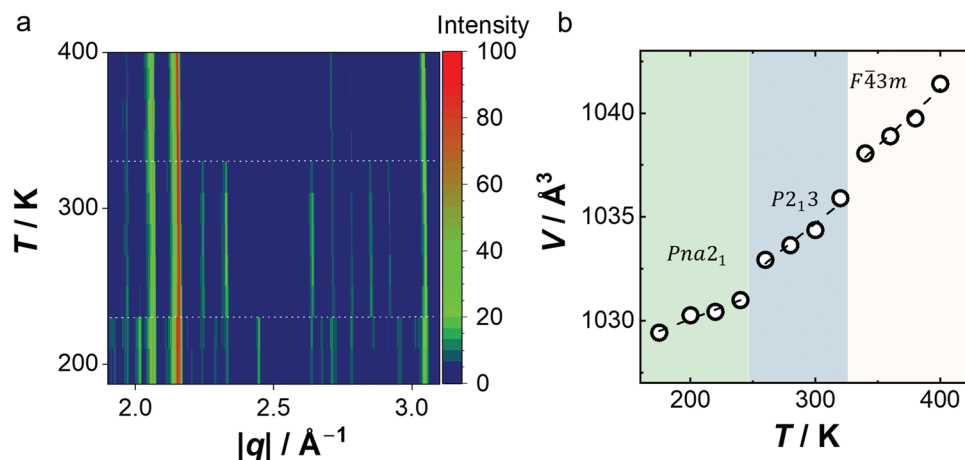 a
Intensity
b
400
300
200
T / K
2.0
2.5
3.0
|q| / Å⁻¹
100
80
60
40
20
0
V / Å³
1040
1035
1030
Pna2₁
P2₁3
F4̄3m
200
300
400
T / K